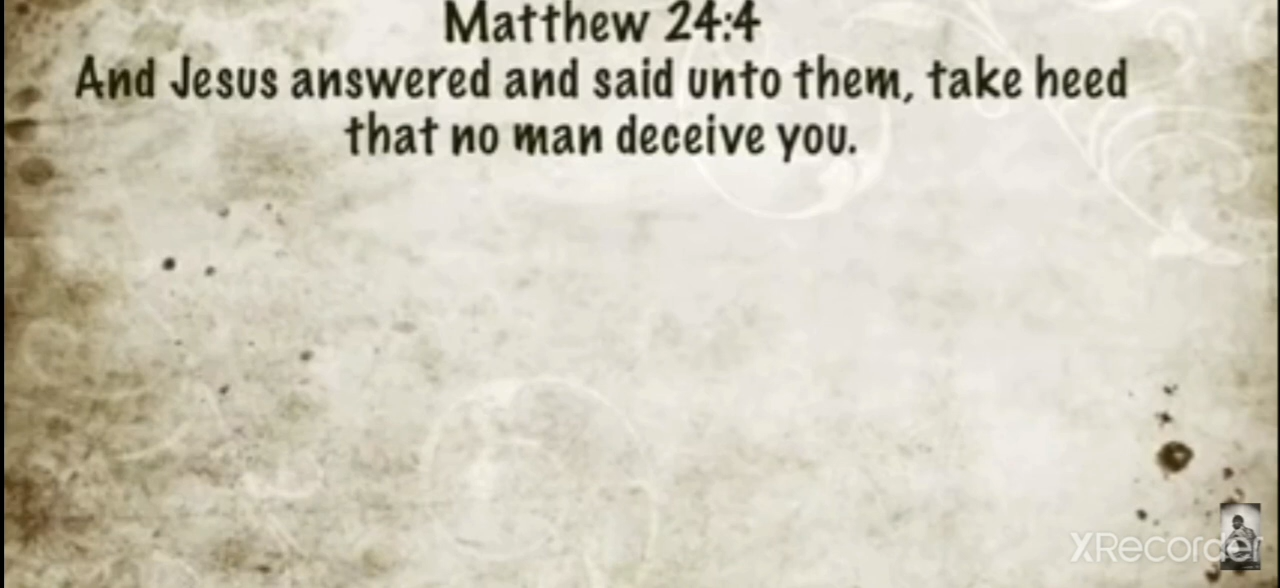 Matthew 24:4
And Jesus answered and said unto them, take heed
that no man deceive you.
XRecorder